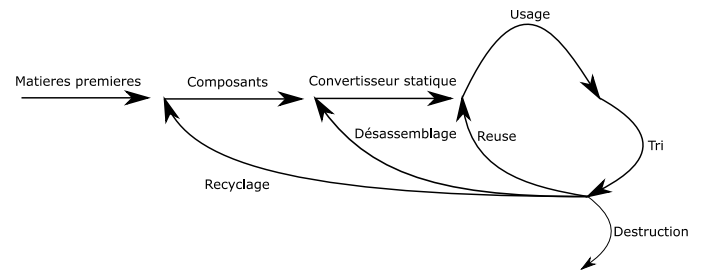 Usage
Matieres premieres
Composants
Convertisseur statique
Désassemblage
Reuse
Tri
Recyclage
Destruction